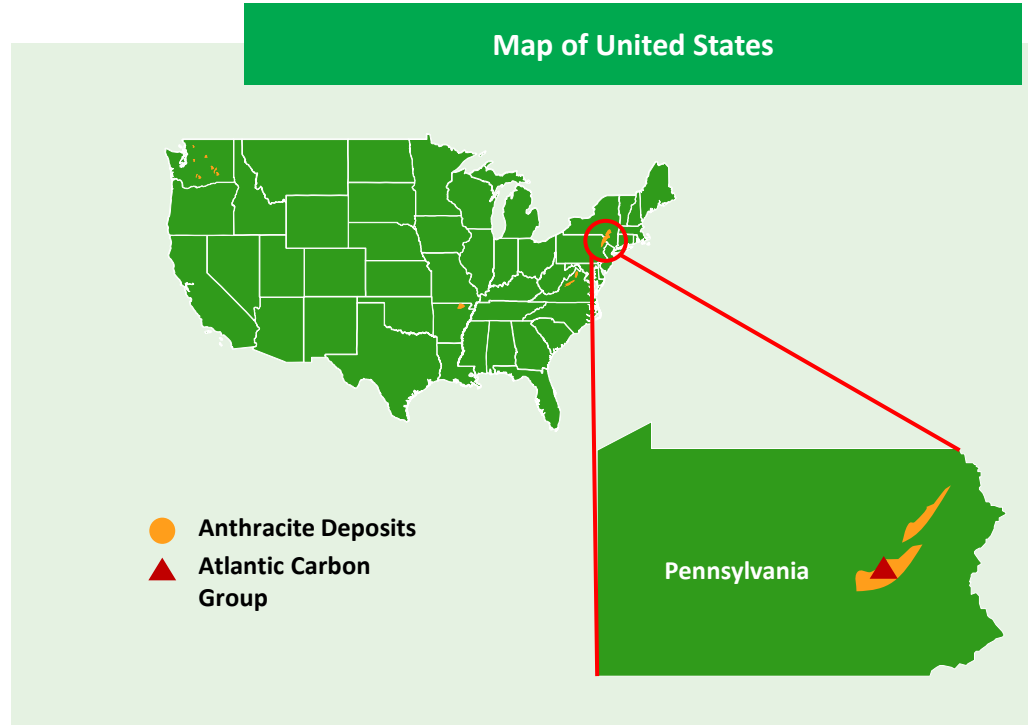 Map of United States
Anthracite Deposits
Atlantic Carbon
Group
Pennsylvania